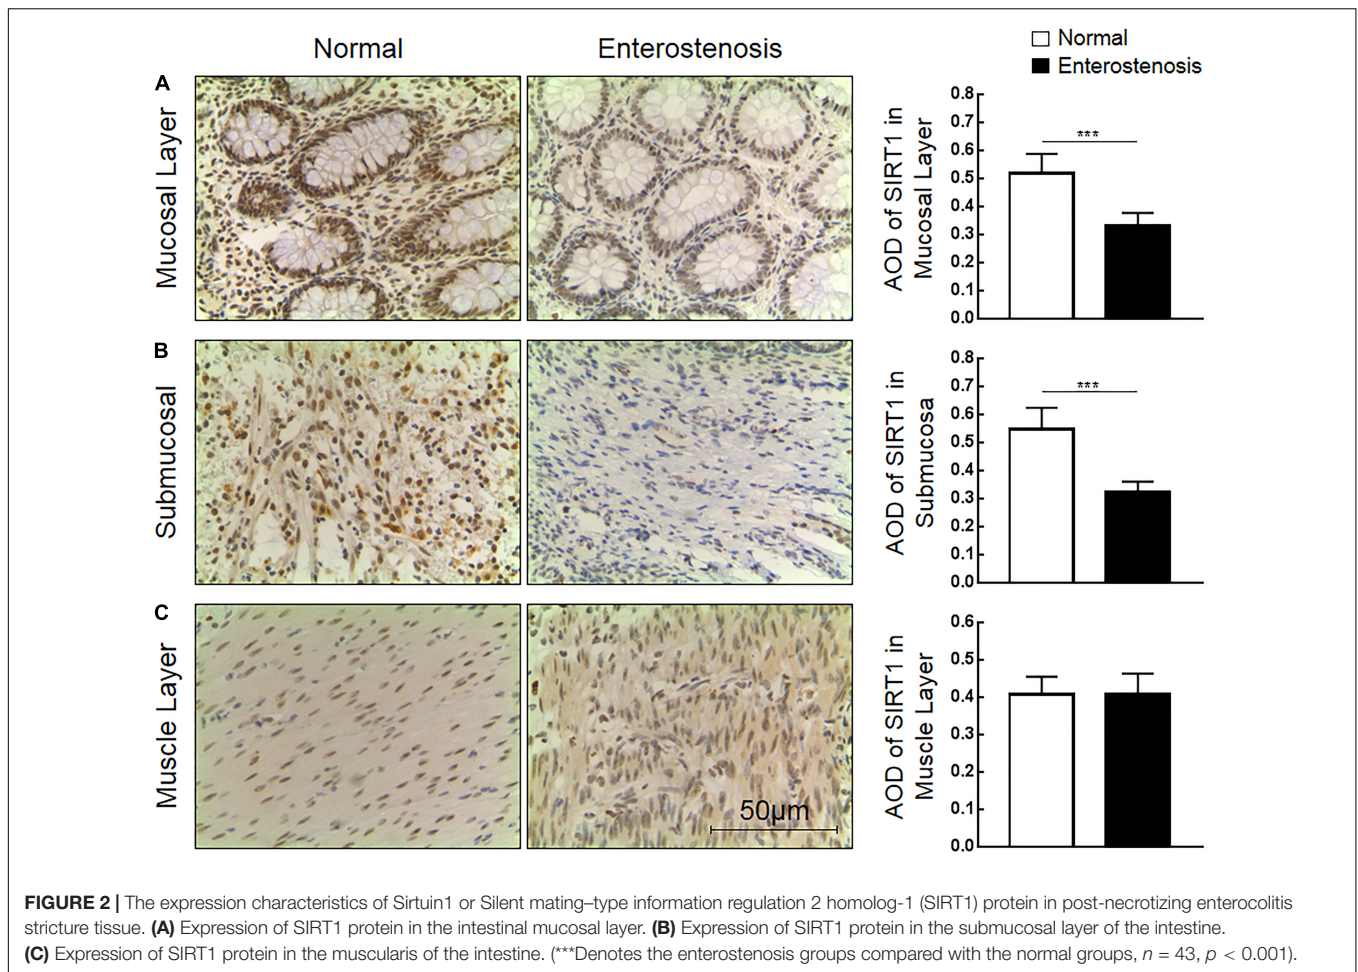 Normal
Enterostenosis
Normal
Enterostenosis
A
Mucosal Layer
AOD of SIRT1 in
Mucosal Layer
0.8
0.7
0.6
0.5
0.4
0.3
0.2
0.1
0.0
***
B
Submucosal
AOD of SIRT1 in
Submucosa
0.8
0.7
0.6
0.5
0.4
0.3
0.2
0.1
0.0
***
C
Muscle Layer
50μm
AOD of SIRT1 in
Muscle Layer
0.6
0.5
0.4
0.3
0.2
0.1
0.0
FIGURE 2 | The expression characteristics of Sirtuin1 or Silent mating–type information regulation 2 homolog-1 (SIRT1) protein in post-necrotizing enterocolitis
stricture tissue. (A) Expression of SIRT1 protein in the intestinal mucosal layer. (B) Expression of SIRT1 protein in the submucosal layer of the intestine.
(C) Expression of SIRT1 protein in the muscularis of the intestine. (***Denotes the enterostenosis groups compared with the normal groups, n = 43, p < 0.001).